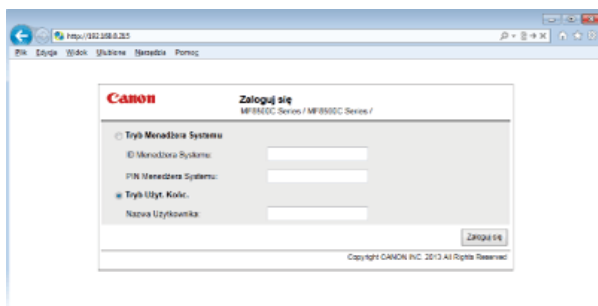 http://192.168.0.215
Plik Edycja Widok Ulubione Narzędzia Pomoc
Canon
Zaloguj się
MF8500C Series / MF8500C Series /
Tryb Menadżera Systemu
ID Menedżera Systemu:
PIN Menedżera Systemu:
Tryb Użyt. Końc.
Nazwa Użytkownika:
Zaloguj się
Copyright CANON INC. 2013 All Rights Reserved